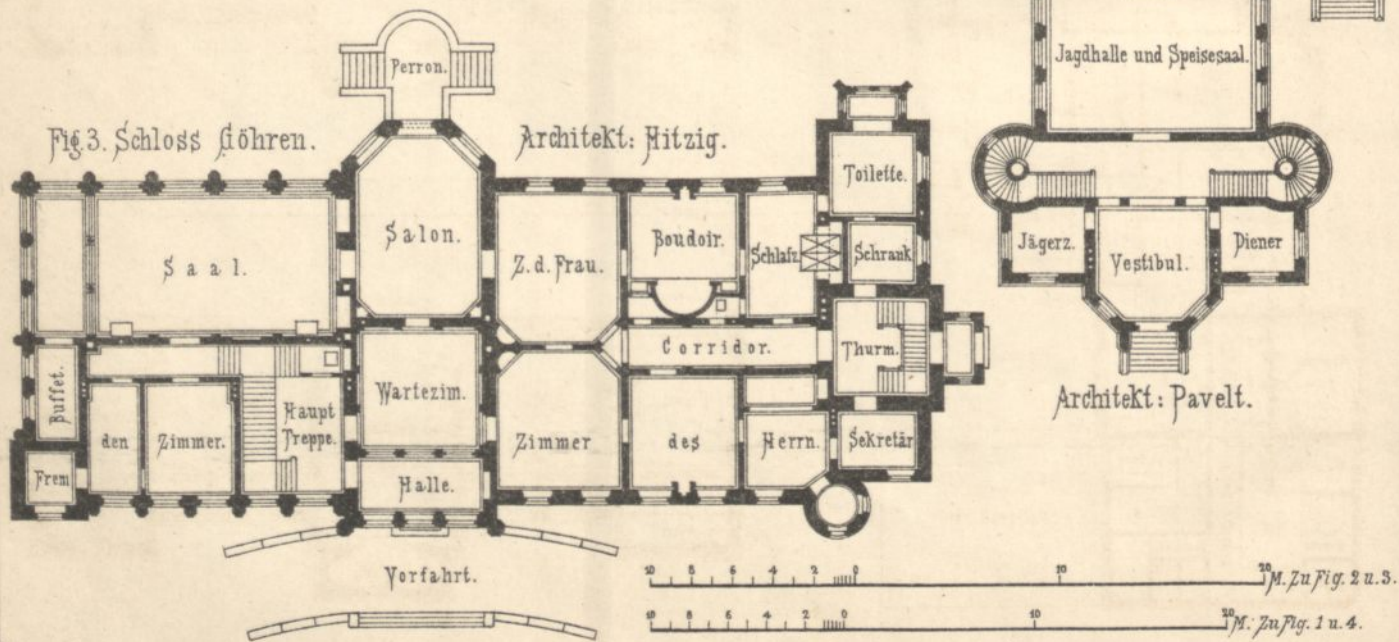 Fig. 3. Schloss Göhren.
Architekt: Hitzig.
Perron.
Saal.
Salon.
Z. d. Frau.
Boudoir.
Schlafz.
Toilette.
Schrank
Buffet.
Wartezim.
Corridor.
Thurm.
Frem
den
Zimmer.
Haupt
Treppe.
Halle.
Zimmer
des
Herrn.
Sekretär
Vorfahrt.
Jagdhalle und Speisesaal.
Jägerz.
Vestibul.
Diener
Architekt: Pavelt.
10 8 6 4 2 0 10 20 M. Zu Fig. 2 u. 3.
10 8 6 4 2 0 10 20 M. Zu Fig. 1 u. 4.